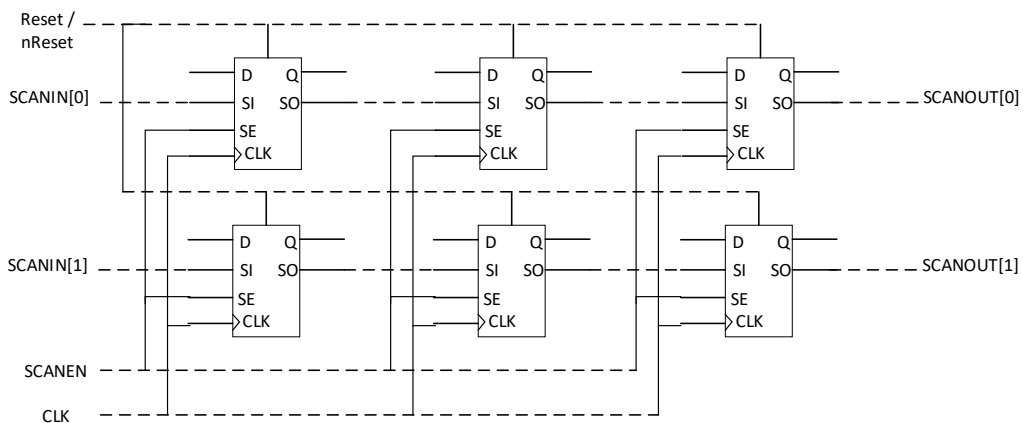 Reset /
nReset
D Q D Q D Q
SCANIN[0] SI SO SI SO SI SO SCANOUT[0]
SE SE SE
CLK CLK CLK
D Q D Q D Q
SCANIN[1] SI SO SI SO SI SO SCANOUT[1]
SE SE SE
CLK CLK CLK
SCANEN
CLK